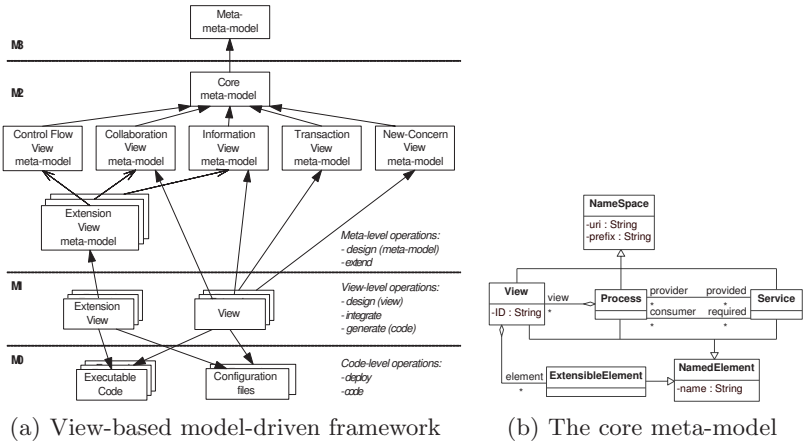 Meta-
meta-model
M3
M2
Core
meta-model
Control Flow
View
meta-model
Collaboration
View
meta-model
Information
View
meta-model
Transaction
View
meta-model
New-Concern
View
meta-model
Extension
View
meta-model
Meta-level operations:
- design (meta-model)
- extend
M1
Extension
View
View
View-level operations:
- design (view)
- integrate
- generate (code)
M0
Executable
Code
Configuration
files
Code-level operations:
- deploy
- code
(a) View-based model-driven framework
NameSpace
-uri : String
-prefix : String
View
-ID : String
view
*
Process
provider
*
provided
*
consumer
*
required
*
Service
element
*
ExtensibleElement
NamedElement
-name : String
(b) The core meta-model